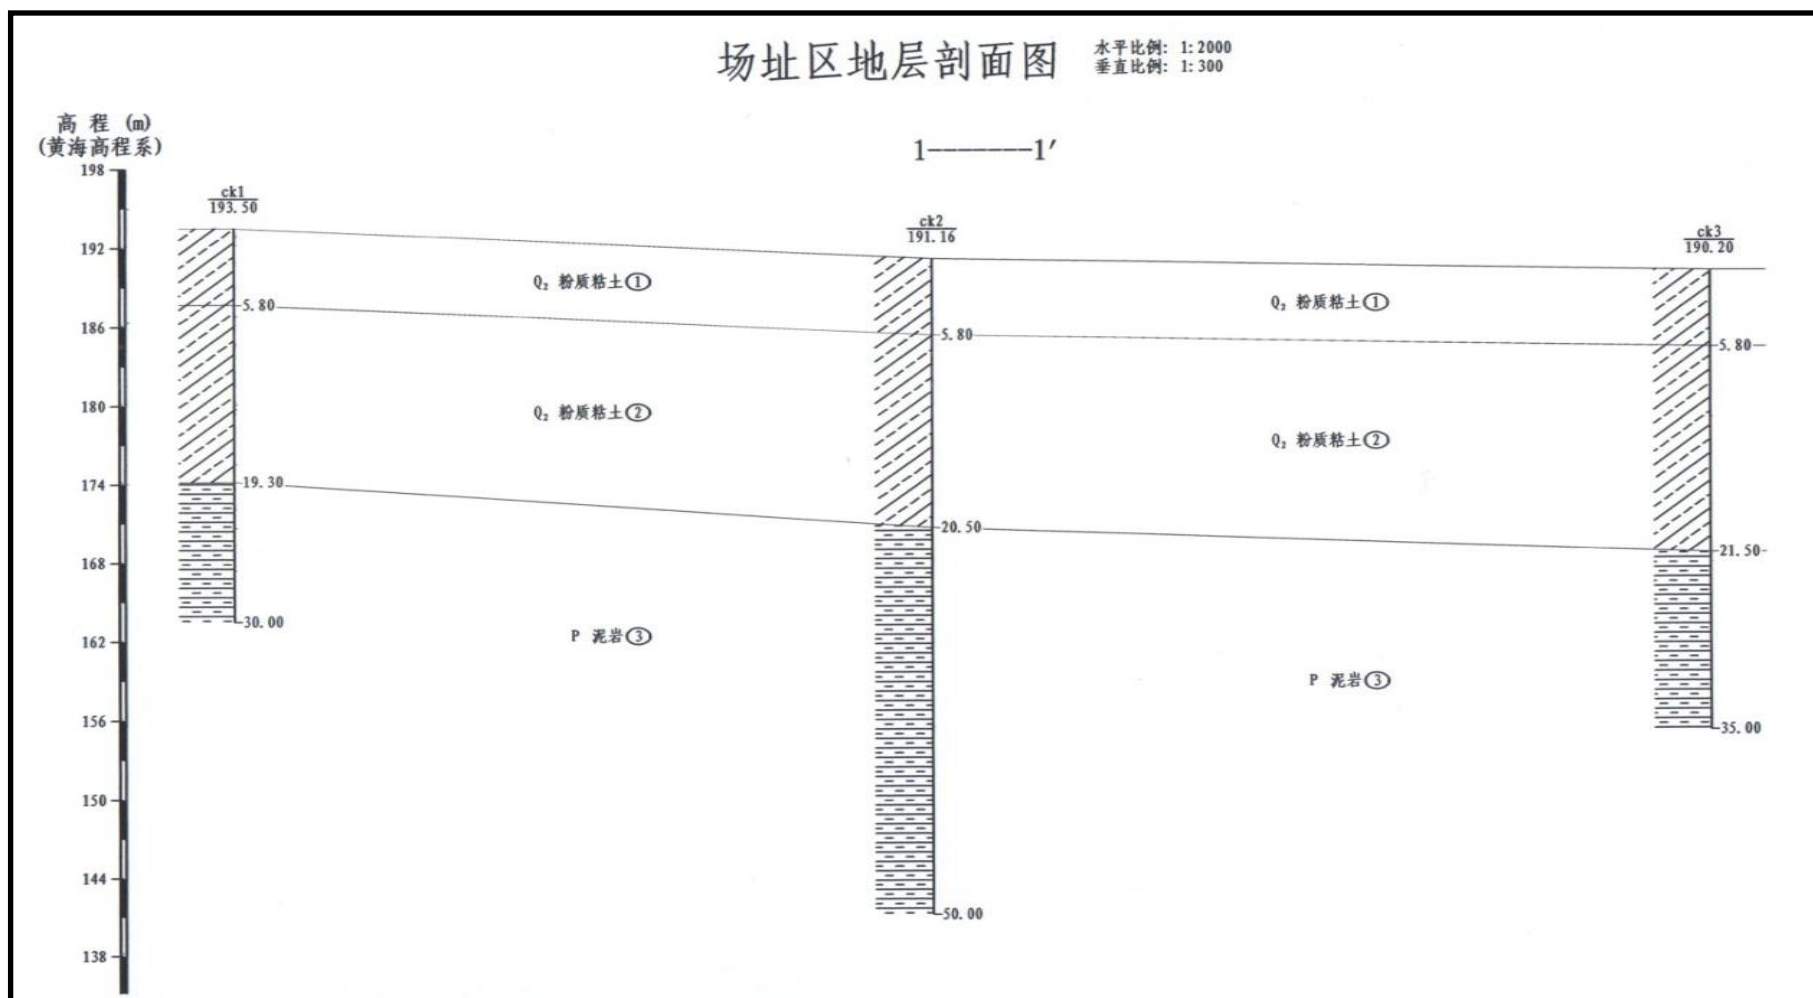 场址区地层剖面图
水平比例: 1:2000
垂直比例: 1:300
高 程 (m)
(黄海高程系)
1———1′
198
192
186
180
174
168
162
156
150
144
138
ck1
193.50
5.80
19.30
30.00
Q₂ 粉质粘土①
Q₂ 粉质粘土②
P 泥岩③
ck2
191.16
5.80
20.50
50.00
Q₂ 粉质粘土①
Q₂ 粉质粘土②
P 泥岩③
ck3
190.20
5.80
21.50
35.00